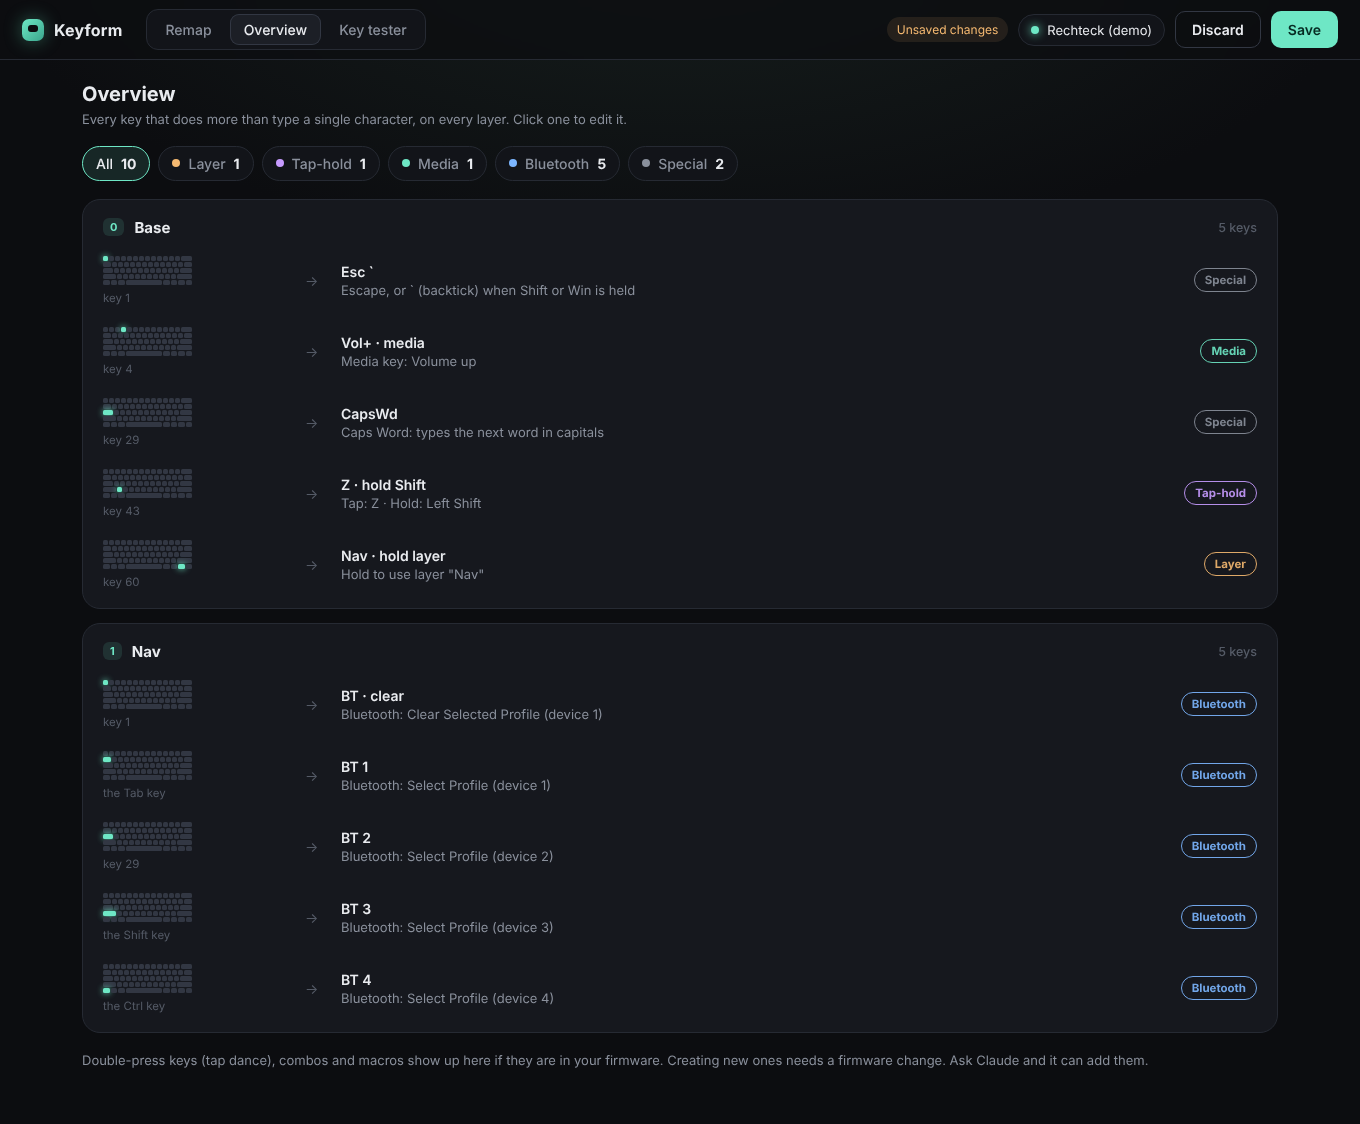 Keyform
Remap
Overview
Key tester
Unsaved changes
Rechteck (demo)
Discard
Save
Overview
Every key that does more than type a single character, on every layer. Click one to edit it.
All 10
Layer 1
Tap-hold 1
Media 1
Bluetooth 5
Special 2
0 Base
5 keys
key 1
→
Esc `
Escape, or ` (backtick) when Shift or Win is held
Special
key 4
→
Vol+ · media
Media key: Volume up
Media
key 29
→
CapsWd
Caps Word: types the next word in capitals
Special
key 43
→
Z · hold Shift
Tap: Z · Hold: Left Shift
Tap-hold
key 60
→
Nav · hold layer
Hold to use layer "Nav"
Layer
1 Nav
5 keys
key 1
→
BT · clear
Bluetooth: Clear Selected Profile (device 1)
Bluetooth
the Tab key
→
BT 1
Bluetooth: Select Profile (device 1)
Bluetooth
key 29
→
BT 2
Bluetooth: Select Profile (device 2)
Bluetooth
the Shift key
→
BT 3
Bluetooth: Select Profile (device 3)
Bluetooth
the Ctrl key
→
BT 4
Bluetooth: Select Profile (device 4)
Bluetooth
Double-press keys (tap dance), combos and macros show up here if they are in your firmware. Creating new ones needs a firmware change. Ask Claude and it can add them.